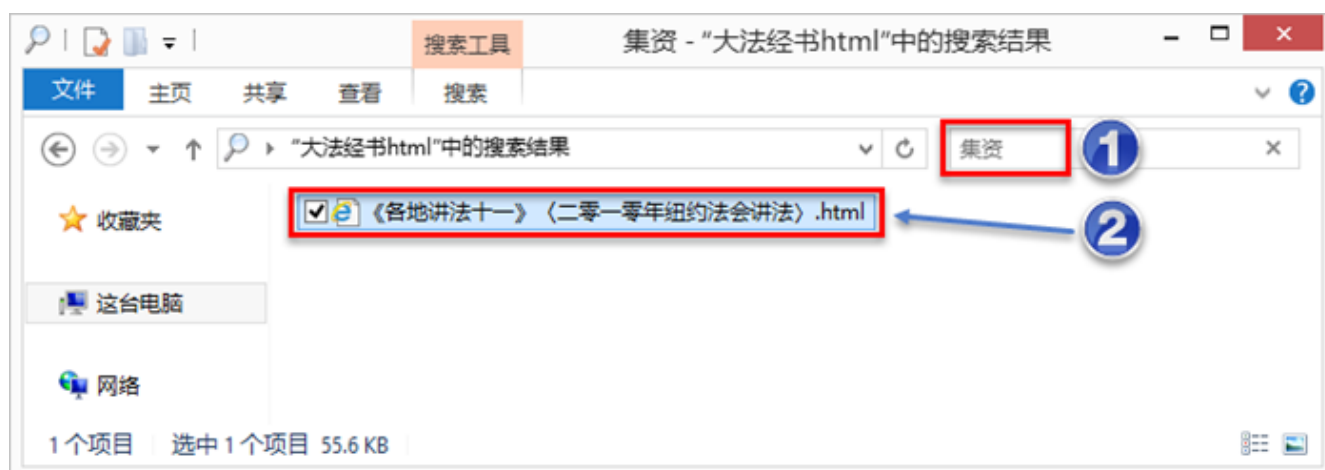 搜索工具
集资 - “大法经书html”中的搜索结果
文件 主页 共享 查看 搜索
“大法经书html”中的搜索结果
集资
1
收藏夹
《各地讲法十一》〈二零一零年纽约法会讲法〉.html
2
这台电脑
网络
1 个项目 选中 1 个项目 55.6 KB